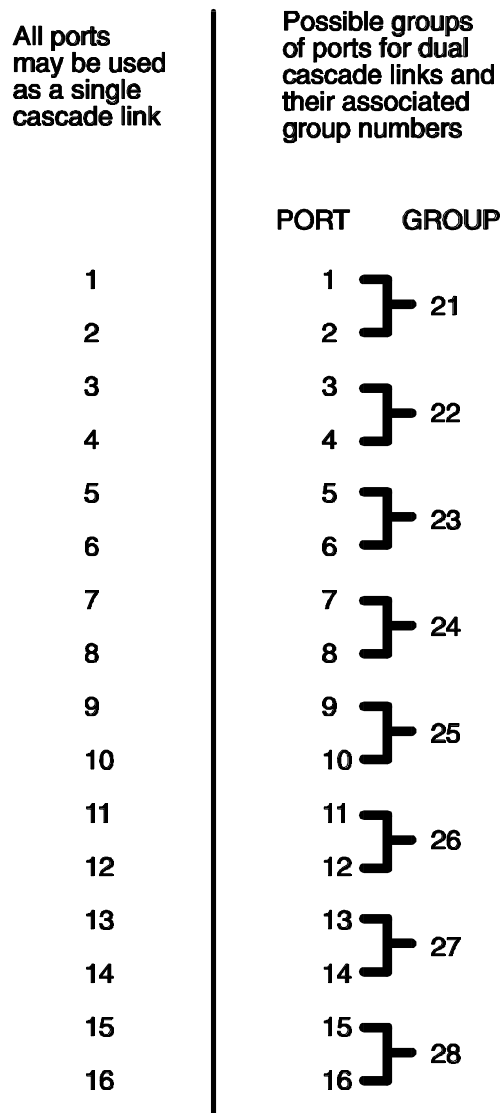 All ports
may be used
as a single
cascade link
Possible groups
of ports for dual
cascade links and
their associated
group numbers
PORT GROUP
1 1 21
2 2
3 3 22
4 4
5 5 23
6 6
7 7 24
8 8
9 9 25
10 10
11 11 26
12 12
13 13 27
14 14
15 15 28
16 16